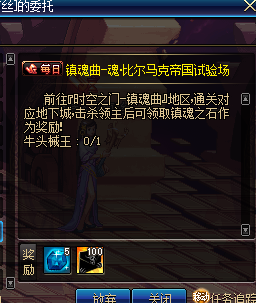 丝]的委托
每日 镇魂曲-魂·比尔马克帝国试验场
前往『时空之门-镇魂曲』地区,通关对
应地下城,击杀领主后可领取镇魂之石作
为奖励!
牛头械王: 0/1
奖励
5
100
放弃
关闭
移动
任务追踪